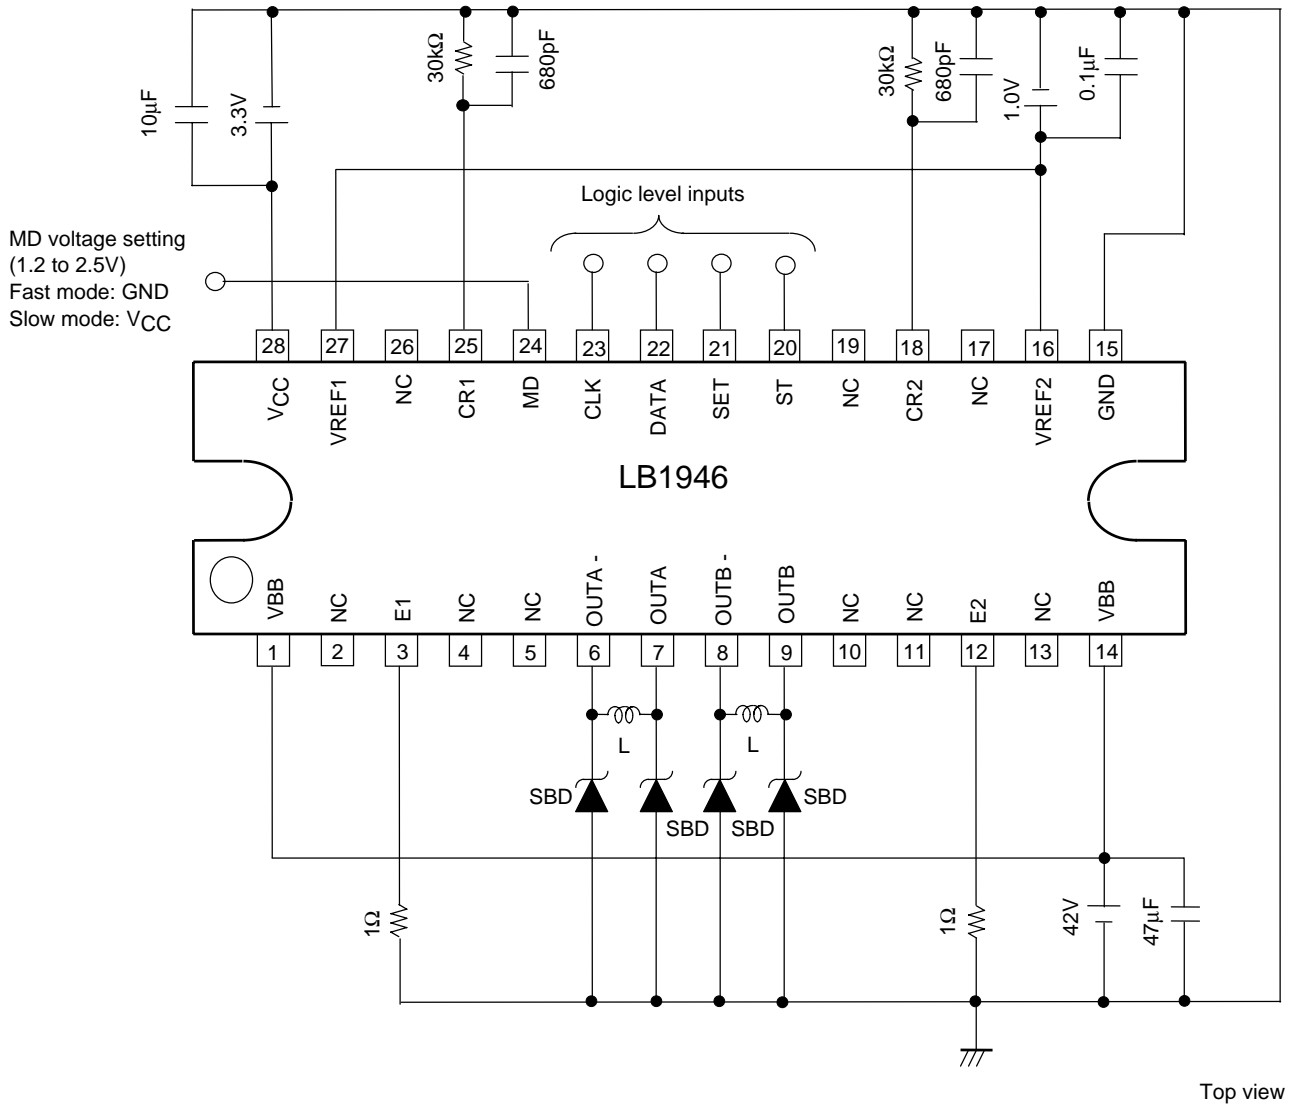 10μF
3.3V
30kΩ
680pF
30kΩ
680pF
1.0V
0.1μF
Logic level inputs
MD voltage setting
(1.2 to 2.5V)
Fast mode: GND
Slow mode: VCC
28 27 26 25 24 23 22 21 20 19 18 17 16 15
VCC VREF1 NC CR1 MD CLK DATA SET ST NC CR2 NC VREF2 GND
LB1946
VBB NC E1 NC NC OUTA - OUTA OUTB - OUTB NC NC E2 NC VBB
1 2 3 4 5 6 7 8 9 10 11 12 13 14
L L
SBD SBD SBD SBD
1Ω 1Ω 42V 47μF
Top view